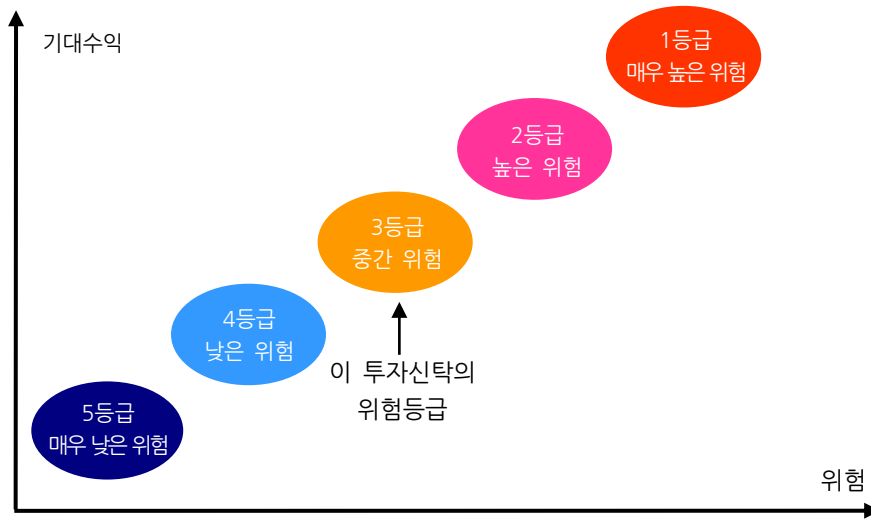 기대수익
1등급
매우 높은 위험
2등급
높은 위험
3등급
중간 위험
4등급
낮은 위험
이 투자신탁의
위험등급
5등급
매우 낮은 위험
위험